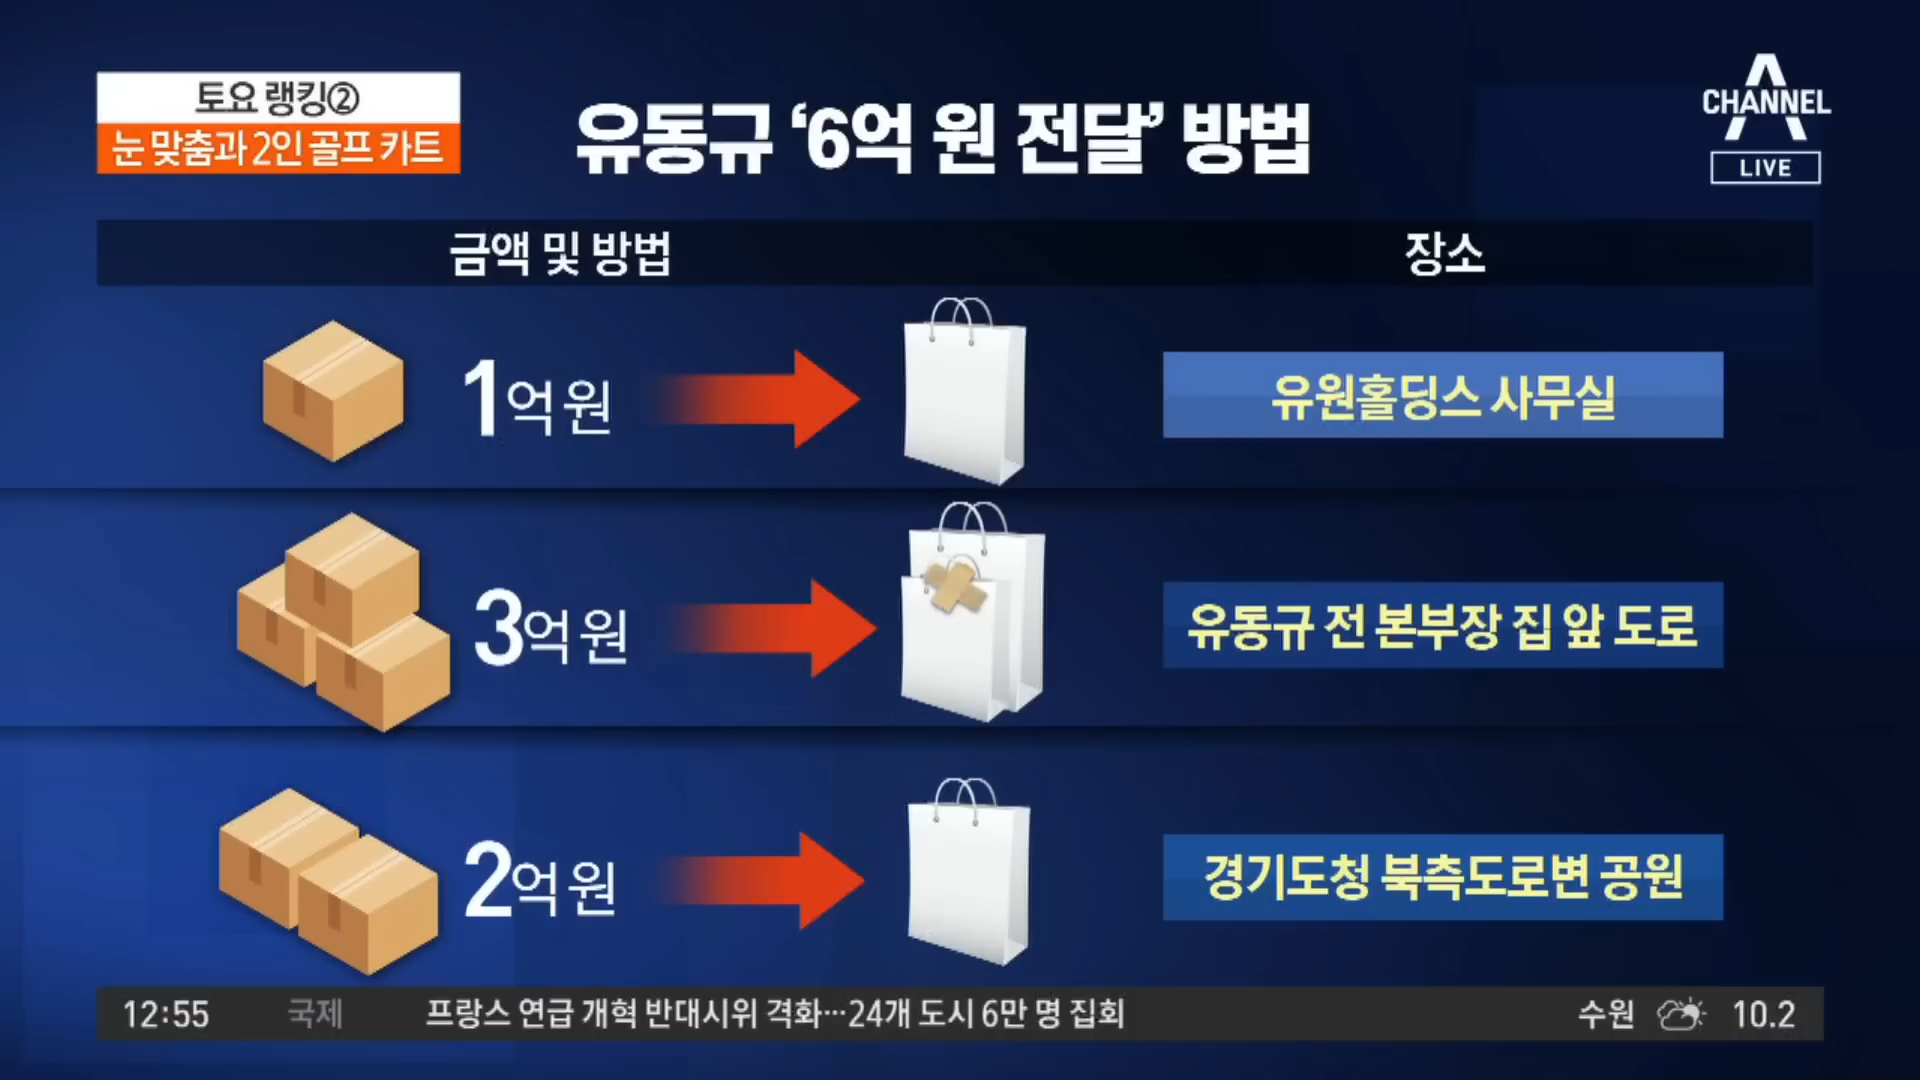 토요 랭킹②
눈 맞춤과 2인 골프 카트
유동규 ‘6억 원 전달’ 방법
CHANNEL A
LIVE
금액 및 방법
장소
1억 원
유원홀딩스 사무실
3억 원
유동규 전 본부장 집 앞 도로
2억 원
경기도청 북측도로변 공원
12:55 국제 프랑스 연금 개혁 반대시위 격화…24개 도시 6만 명 집회 수원 10.2